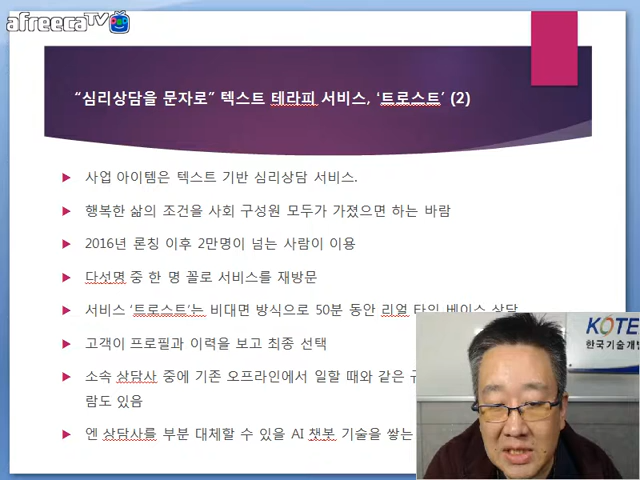 afreecaTV
“심리상담을 문자로” 텍스트 테라피 서비스, ‘트로스트’ (2)
사업 아이템은 텍스트 기반 심리상담 서비스.
행복한 삶의 조건을 사회 구성원 모두가 가졌으면 하는 바람
2016년 론칭 이후 2만명이 넘는 사람이 이용
다섯명 중 한 명 꼴로 서비스를 재방문
서비스 ‘트로스트’는 비대면 방식으로 50분 동안 리얼 타임 베이스 상담
고객이 프로필과 이력을 보고 최종 선택
소속 상담사 중에 기존 오프라인에서 일할 때와 같은
람도 있음
엔 상담사를 부분 대체할 수 있을 AI 챗봇 기술을 쌓는
KOTE
한국기술개발